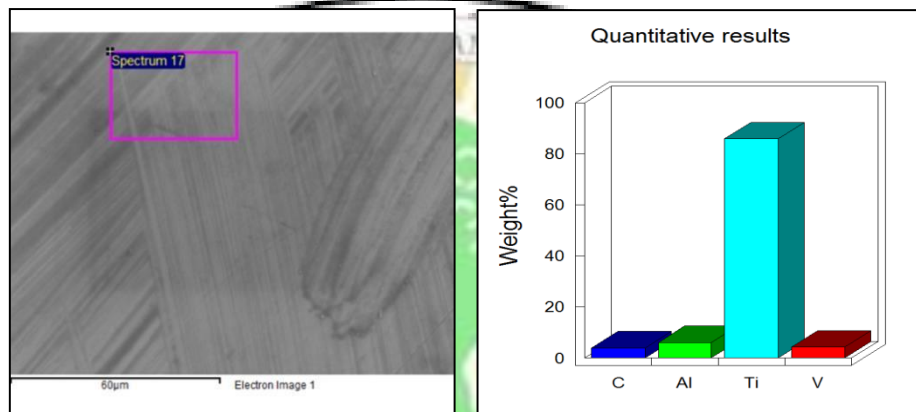 Spectrum 17
60μm
Electron Image 1
Quantitative results
Weight%
100
80
60
40
20
0
C
Al
Ti
V